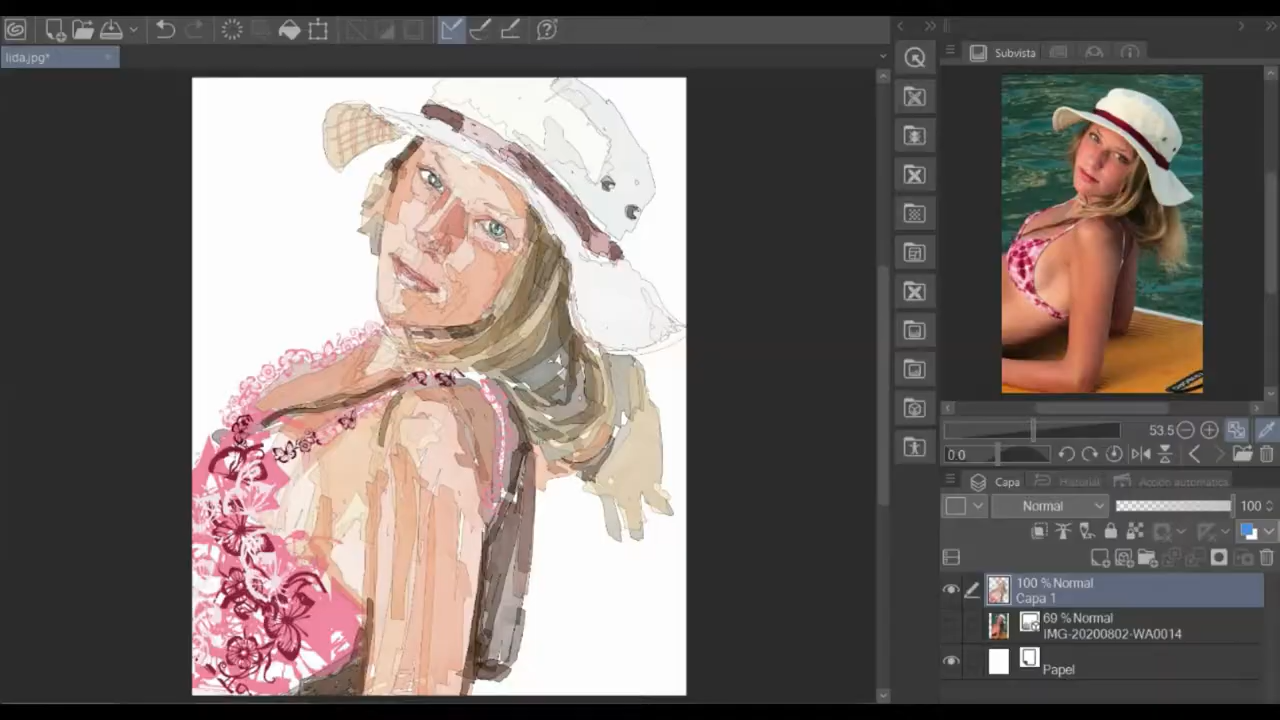 lida.jpg*
Subvista
53.5
0.0
Capa
Acción automática
Normal
100
100 % Normal
Capa 1
69 % Normal
IMG-20200802-WA0014
Papel